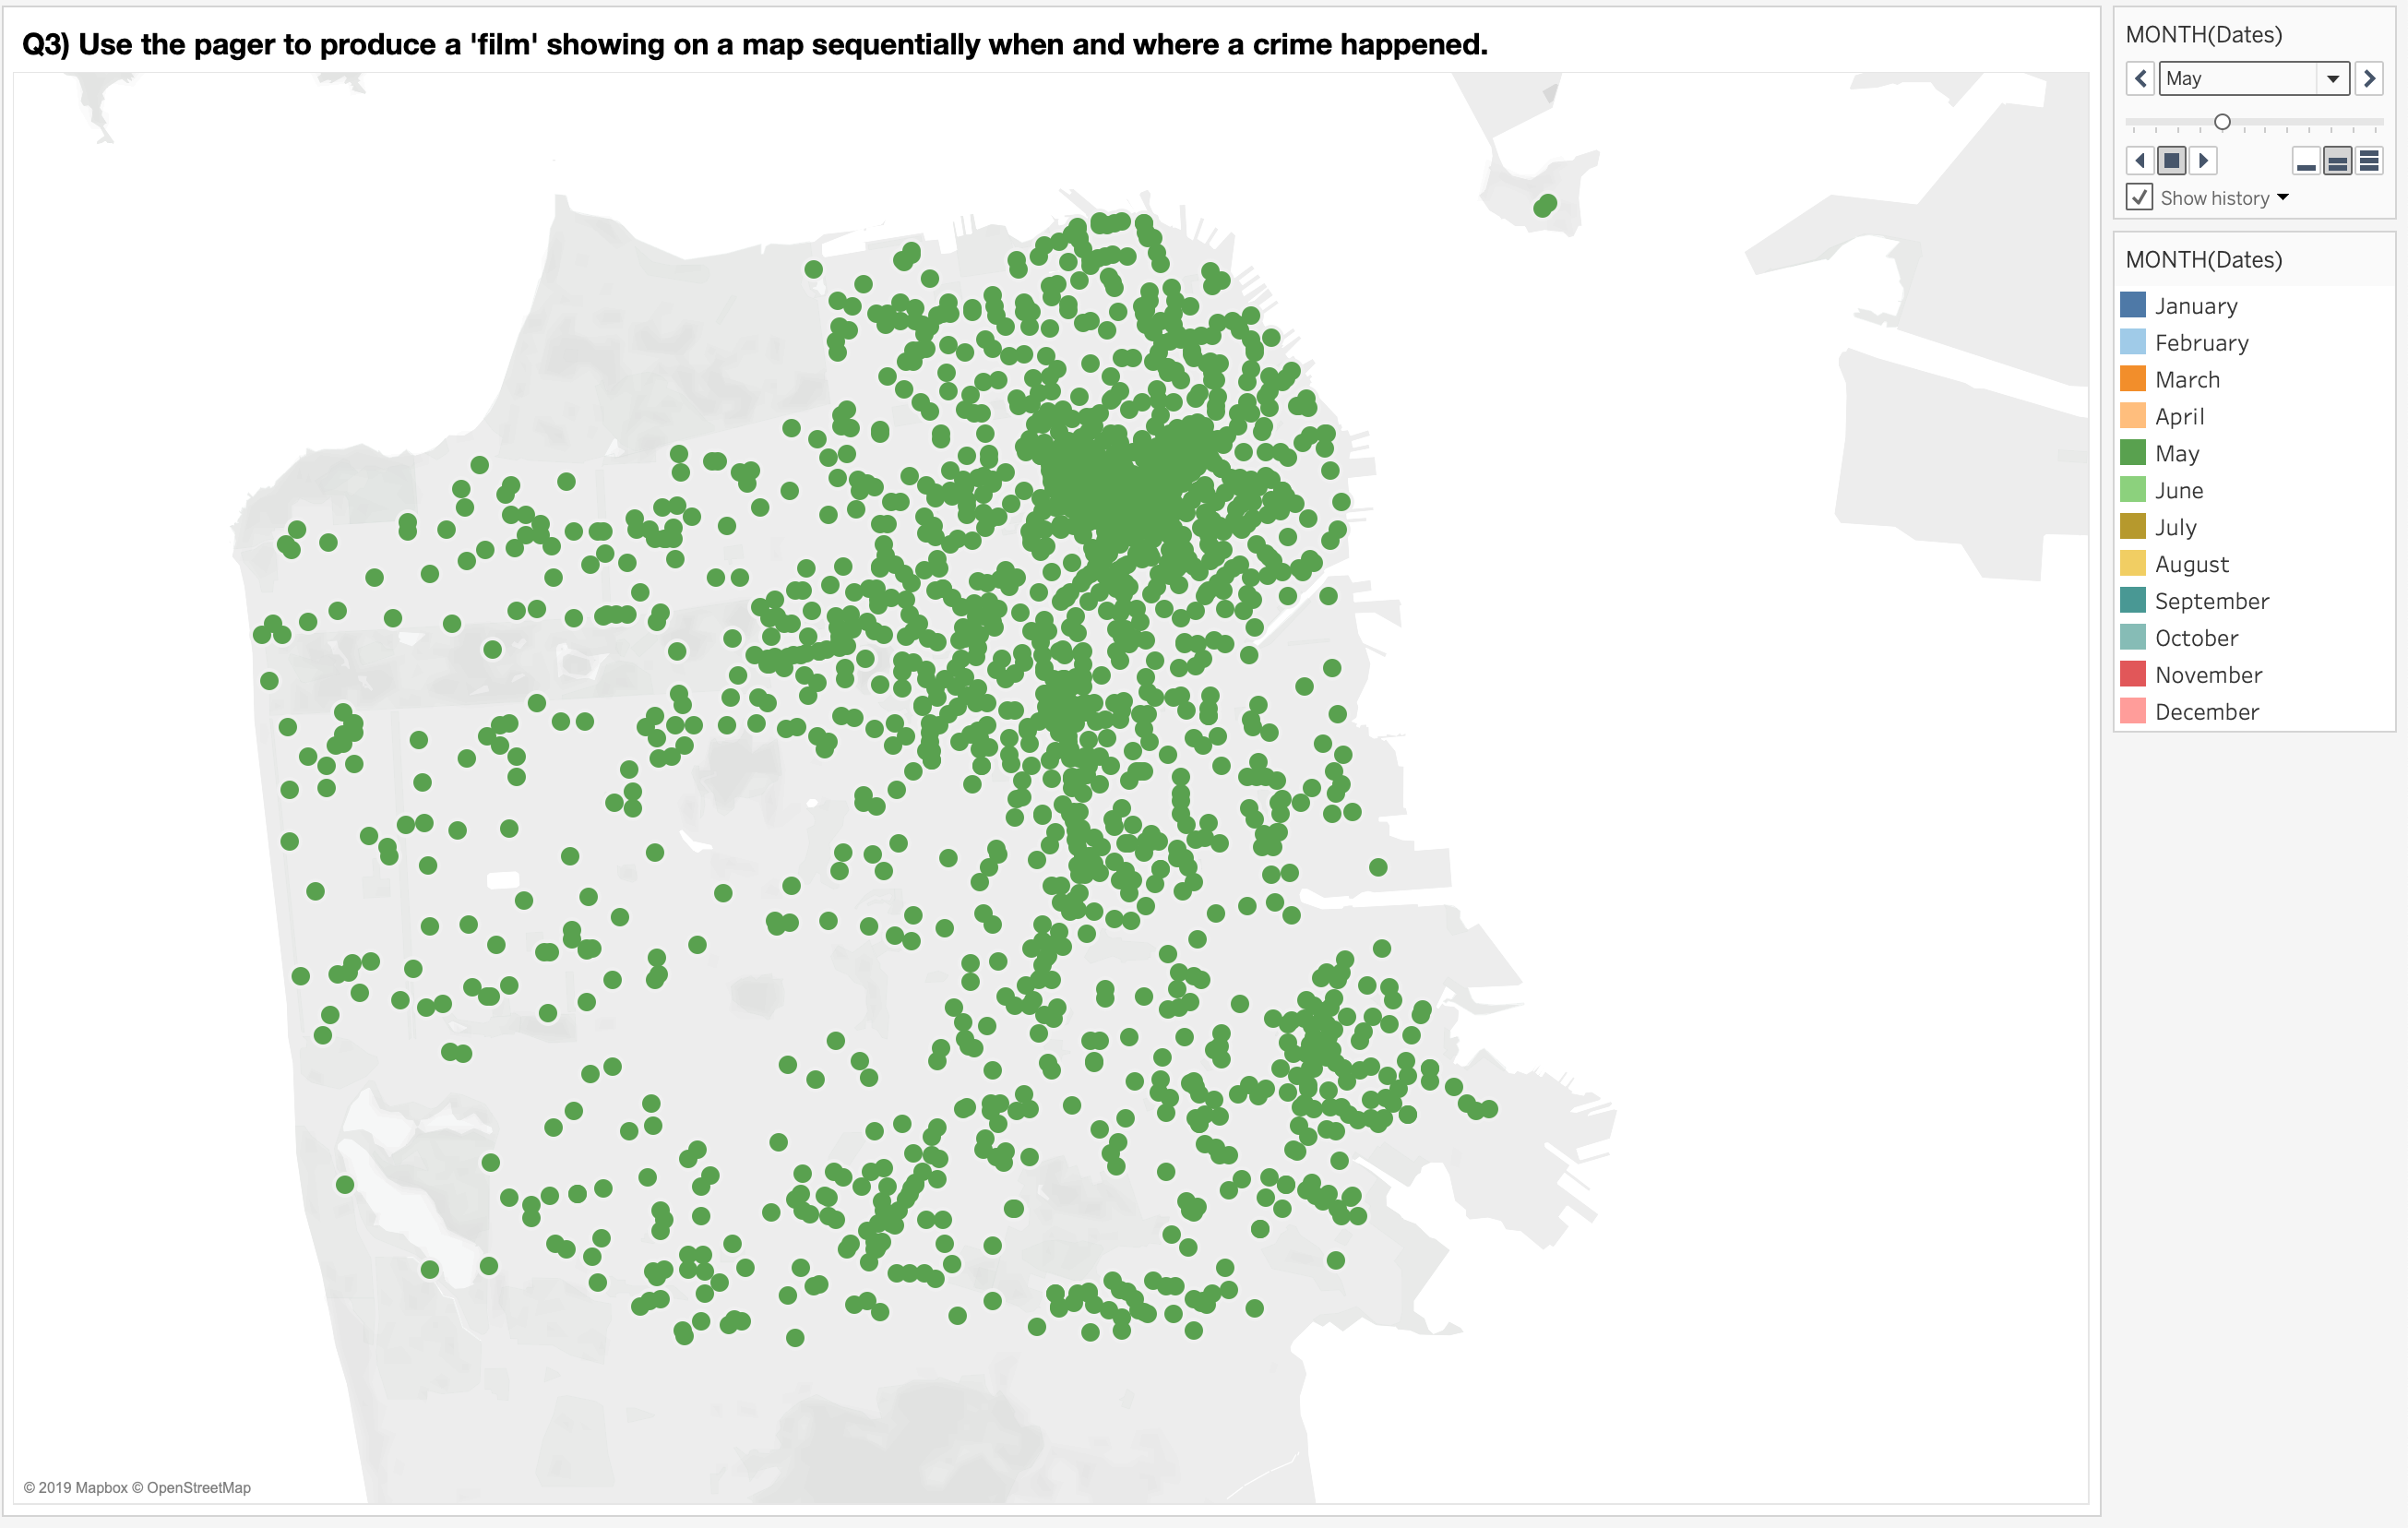 Q3) Use the pager to produce a 'film' showing on a map sequentially when and where a crime happened.
MONTH(Dates)
May
Show history
MONTH(Dates)
January
February
March
April
May
June
July
August
September
October
November
December
© 2019 Mapbox © OpenStreetMap